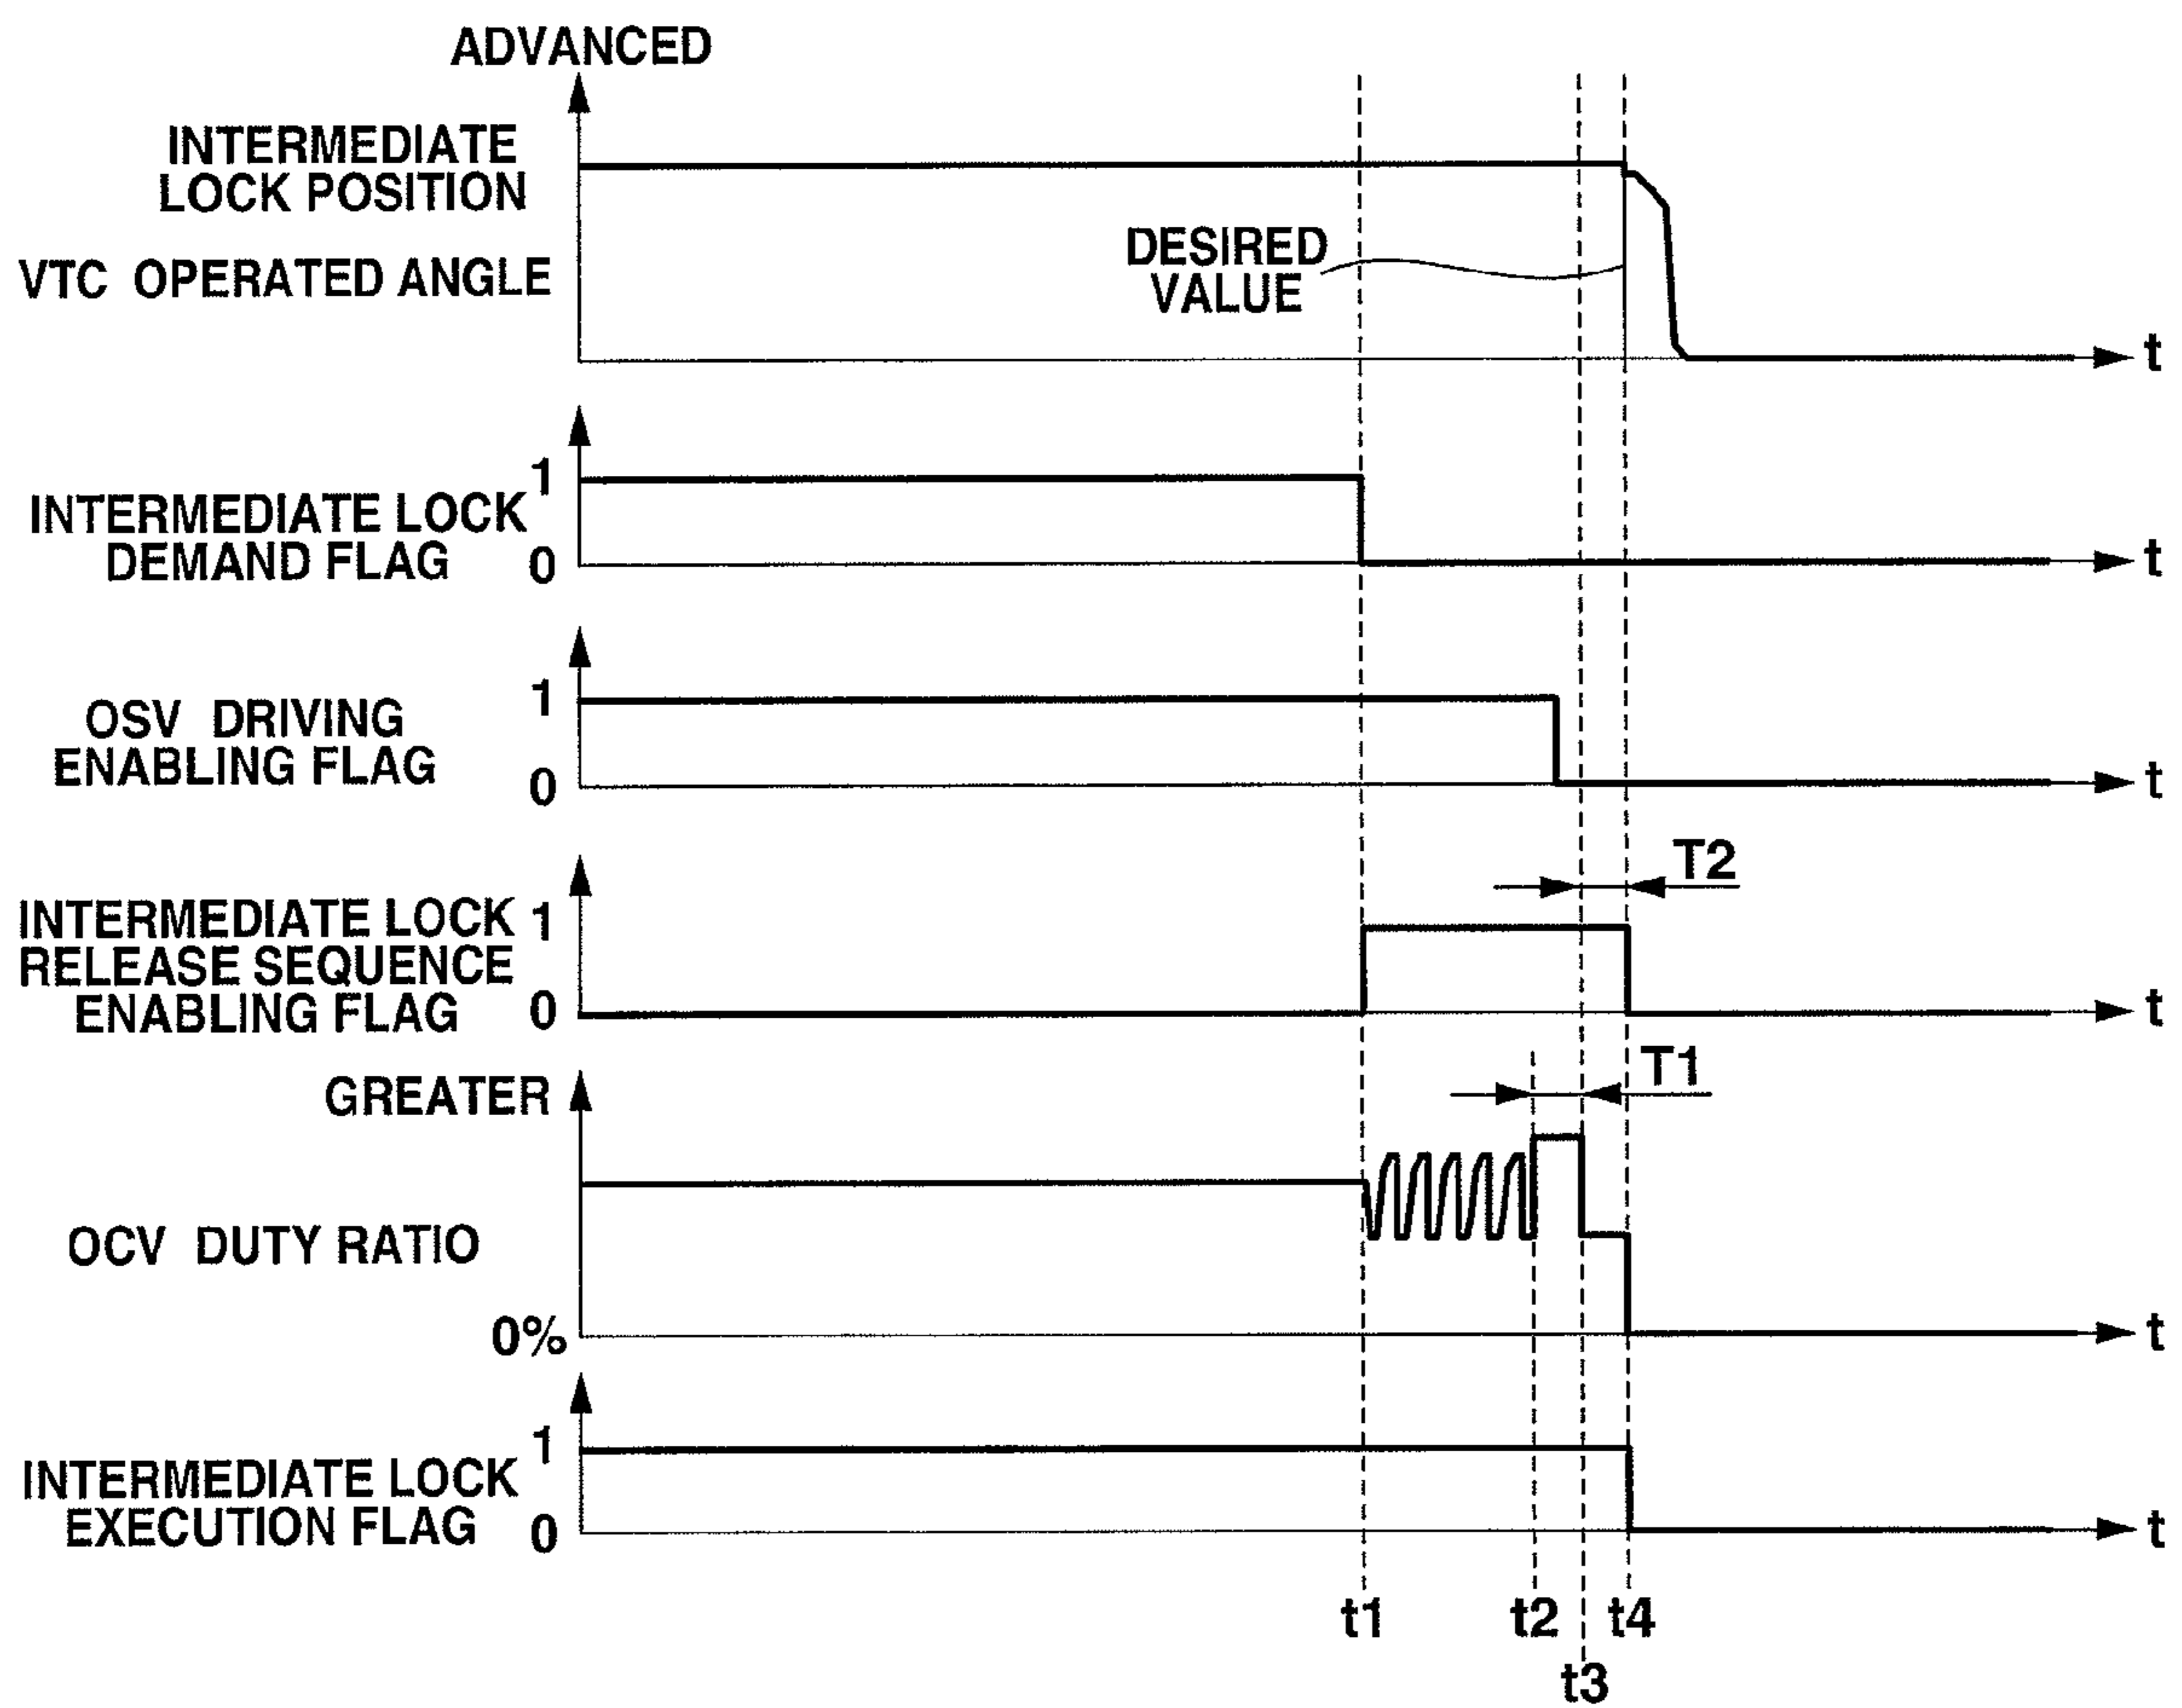 ADVANCED
INTERMEDIATE
LOCK POSITION
VTC OPERATED ANGLE
DESIRED
VALUE
t
1
INTERMEDIATE LOCK
DEMAND FLAG
0
t
1
OSV DRIVING
ENABLING FLAG
0
t
T2
INTERMEDIATE LOCK 1
RELEASE SEQUENCE
ENABLING FLAG 0
t
T1
GREATER
OCV DUTY RATIO
0%
t
1
INTERMEDIATE LOCK
EXECUTION FLAG
0
t
t1 t2 t4
t3